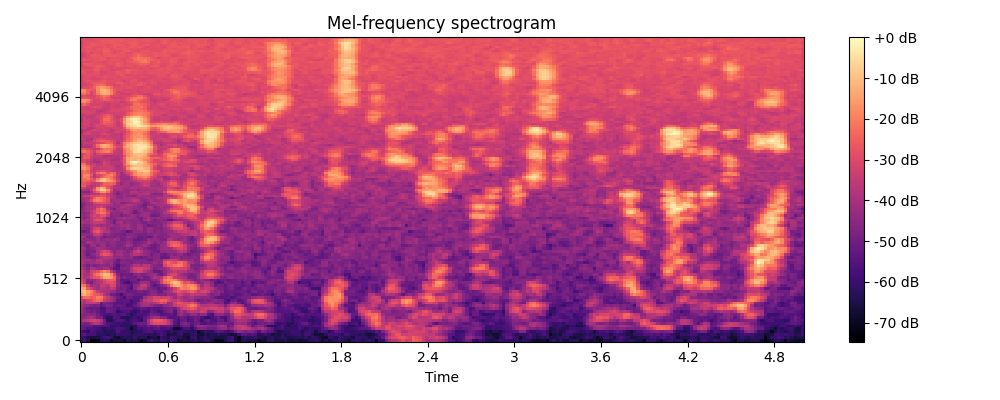 Mel-frequency spectrogram
+0 dB
-10 dB
-20 dB
-30 dB
-40 dB
-50 dB
-60 dB
-70 dB
Hz
4096
2048
1024
512
0
0 0.6 1.2 1.8 2.4 3 3.6 4.2 4.8
Time